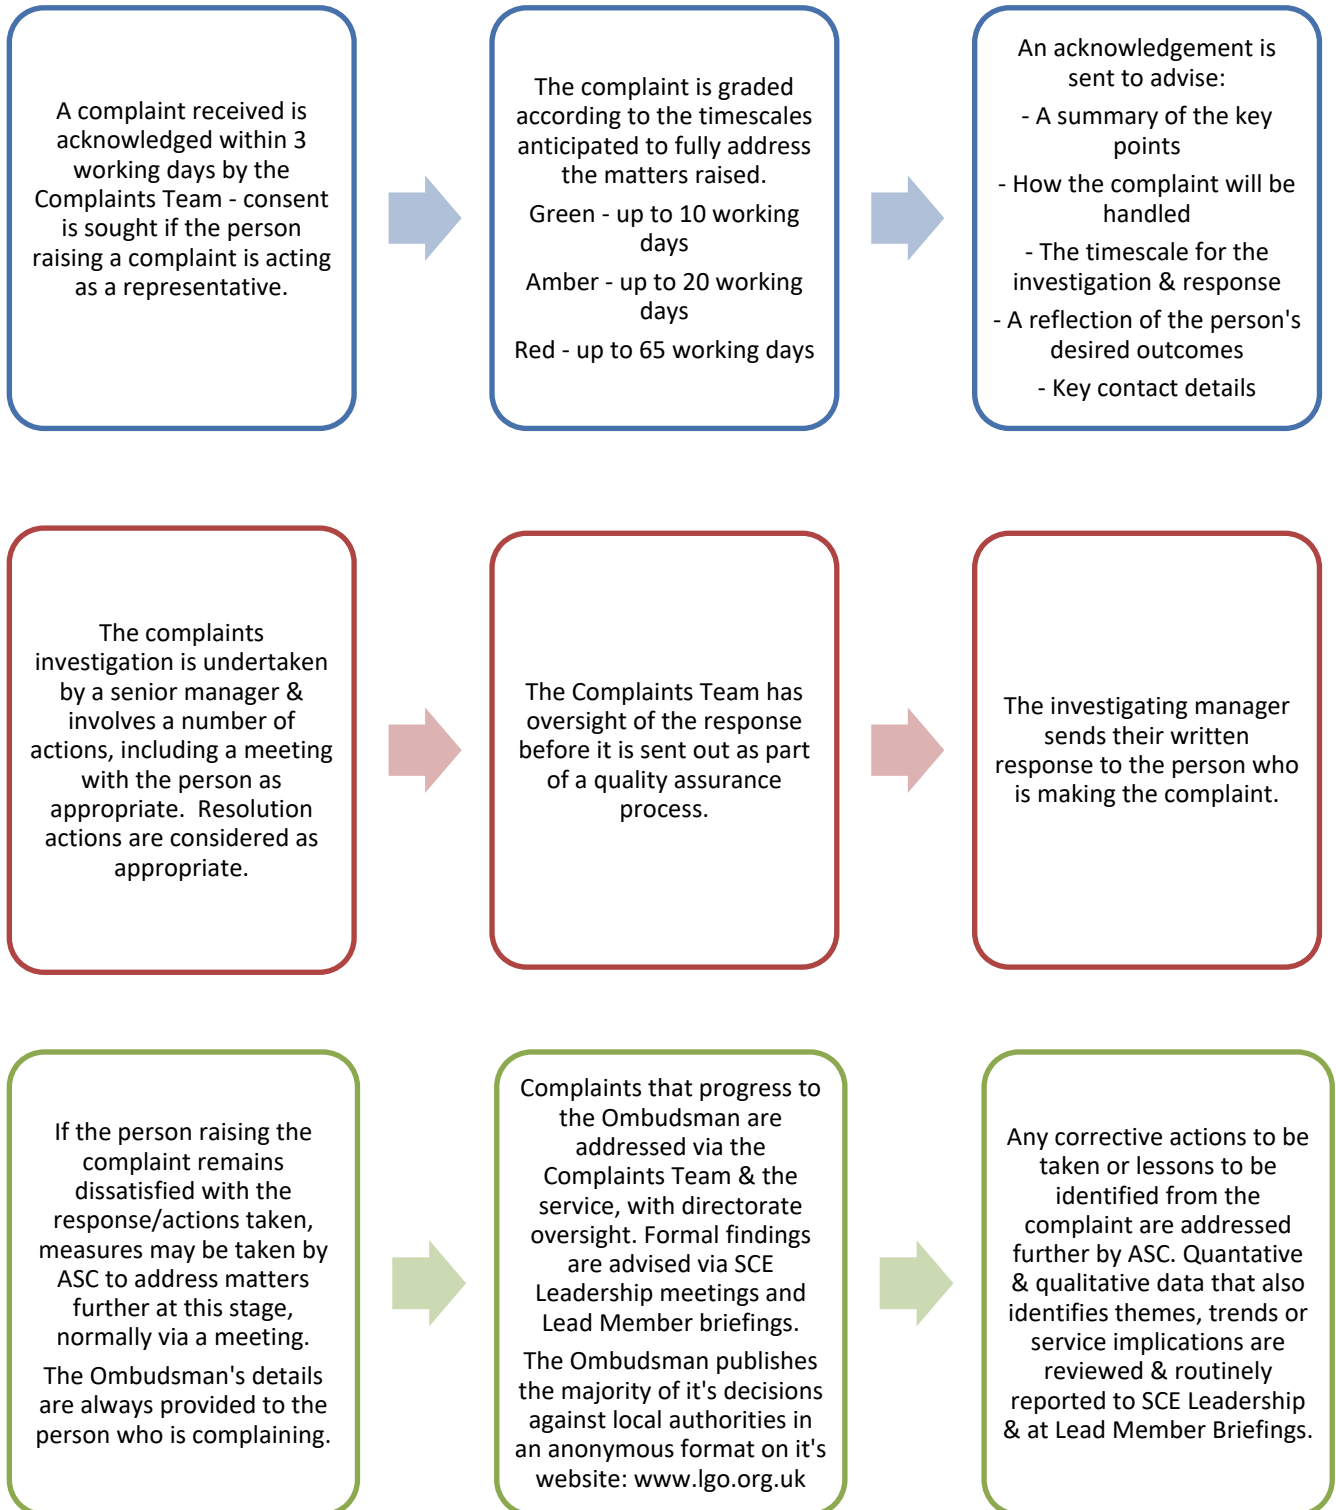 A complaint received is
acknowledged within 3
working days by the
Complaints Team - consent
is sought if the person
raising a complaint is acting
as a representative.
The complaint is graded
according to the timescales
anticipated to fully address
the matters raised.
Green - up to 10 working
days
Amber - up to 20 working
days
Red - up to 65 working days
An acknowledgement is
sent to advise:
- A summary of the key
points
- How the complaint will be
handled
- The timescale for the
investigation & response
- A reflection of the person's
desired outcomes
- Key contact details
The complaints
investigation is undertaken
by a senior manager &
involves a number of
actions, including a meeting
with the person as
appropriate.  Resolution
actions are considered as
appropriate.
The Complaints Team has
oversight of the response
before it is sent out as part
of a quality assurance
process.
The investigating manager
sends their written
response to the person who
is making the complaint.
If the person raising the
complaint remains
dissatisfied with the
response/actions taken,
measures may be taken by
ASC to address matters
further at this stage,
normally via a meeting.
The Ombudsman's details
are always provided to the
person who is complaining.
Complaints that progress to
the Ombudsman are
addressed via the
Complaints Team & the
service, with directorate
oversight. Formal findings
are advised via SCE
Leadership meetings and
Lead Member briefings.
The Ombudsman publishes
the majority of it's decisions
against local authorities in
an anonymous format on it's
website: www.lgo.org.uk
Any corrective actions to be
taken or lessons to be
identified from the
complaint are addressed
further by ASC. Quantative
& qualitative data that also
identifies themes, trends or
service implications are
reviewed & routinely
reported to SCE Leadership
& at Lead Member Briefings.